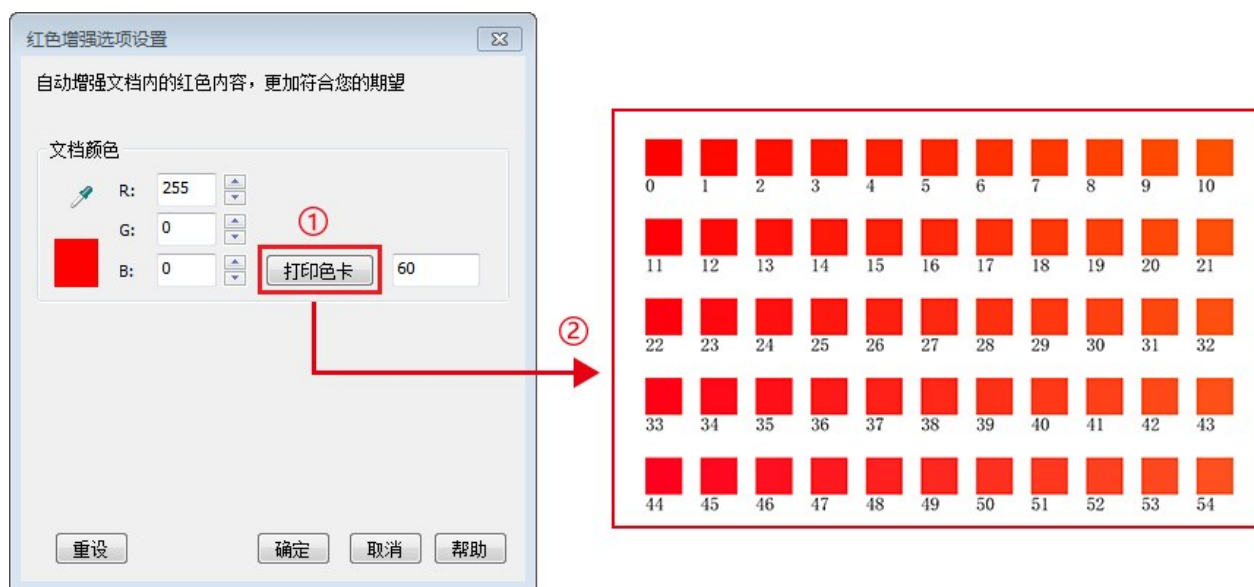 红色增强选项设置
自动增强文档内的红色内容，更加符合您的期望
文档颜色
R: 255
G: 0
①
B: 0 打印色卡 60
②
重设 确定 取消 帮助
0 1 2 3 4 5 6 7 8 9 10
11 12 13 14 15 16 17 18 19 20 21
22 23 24 25 26 27 28 29 30 31 32
33 34 35 36 37 38 39 40 41 42 43
44 45 46 47 48 49 50 51 52 53 54